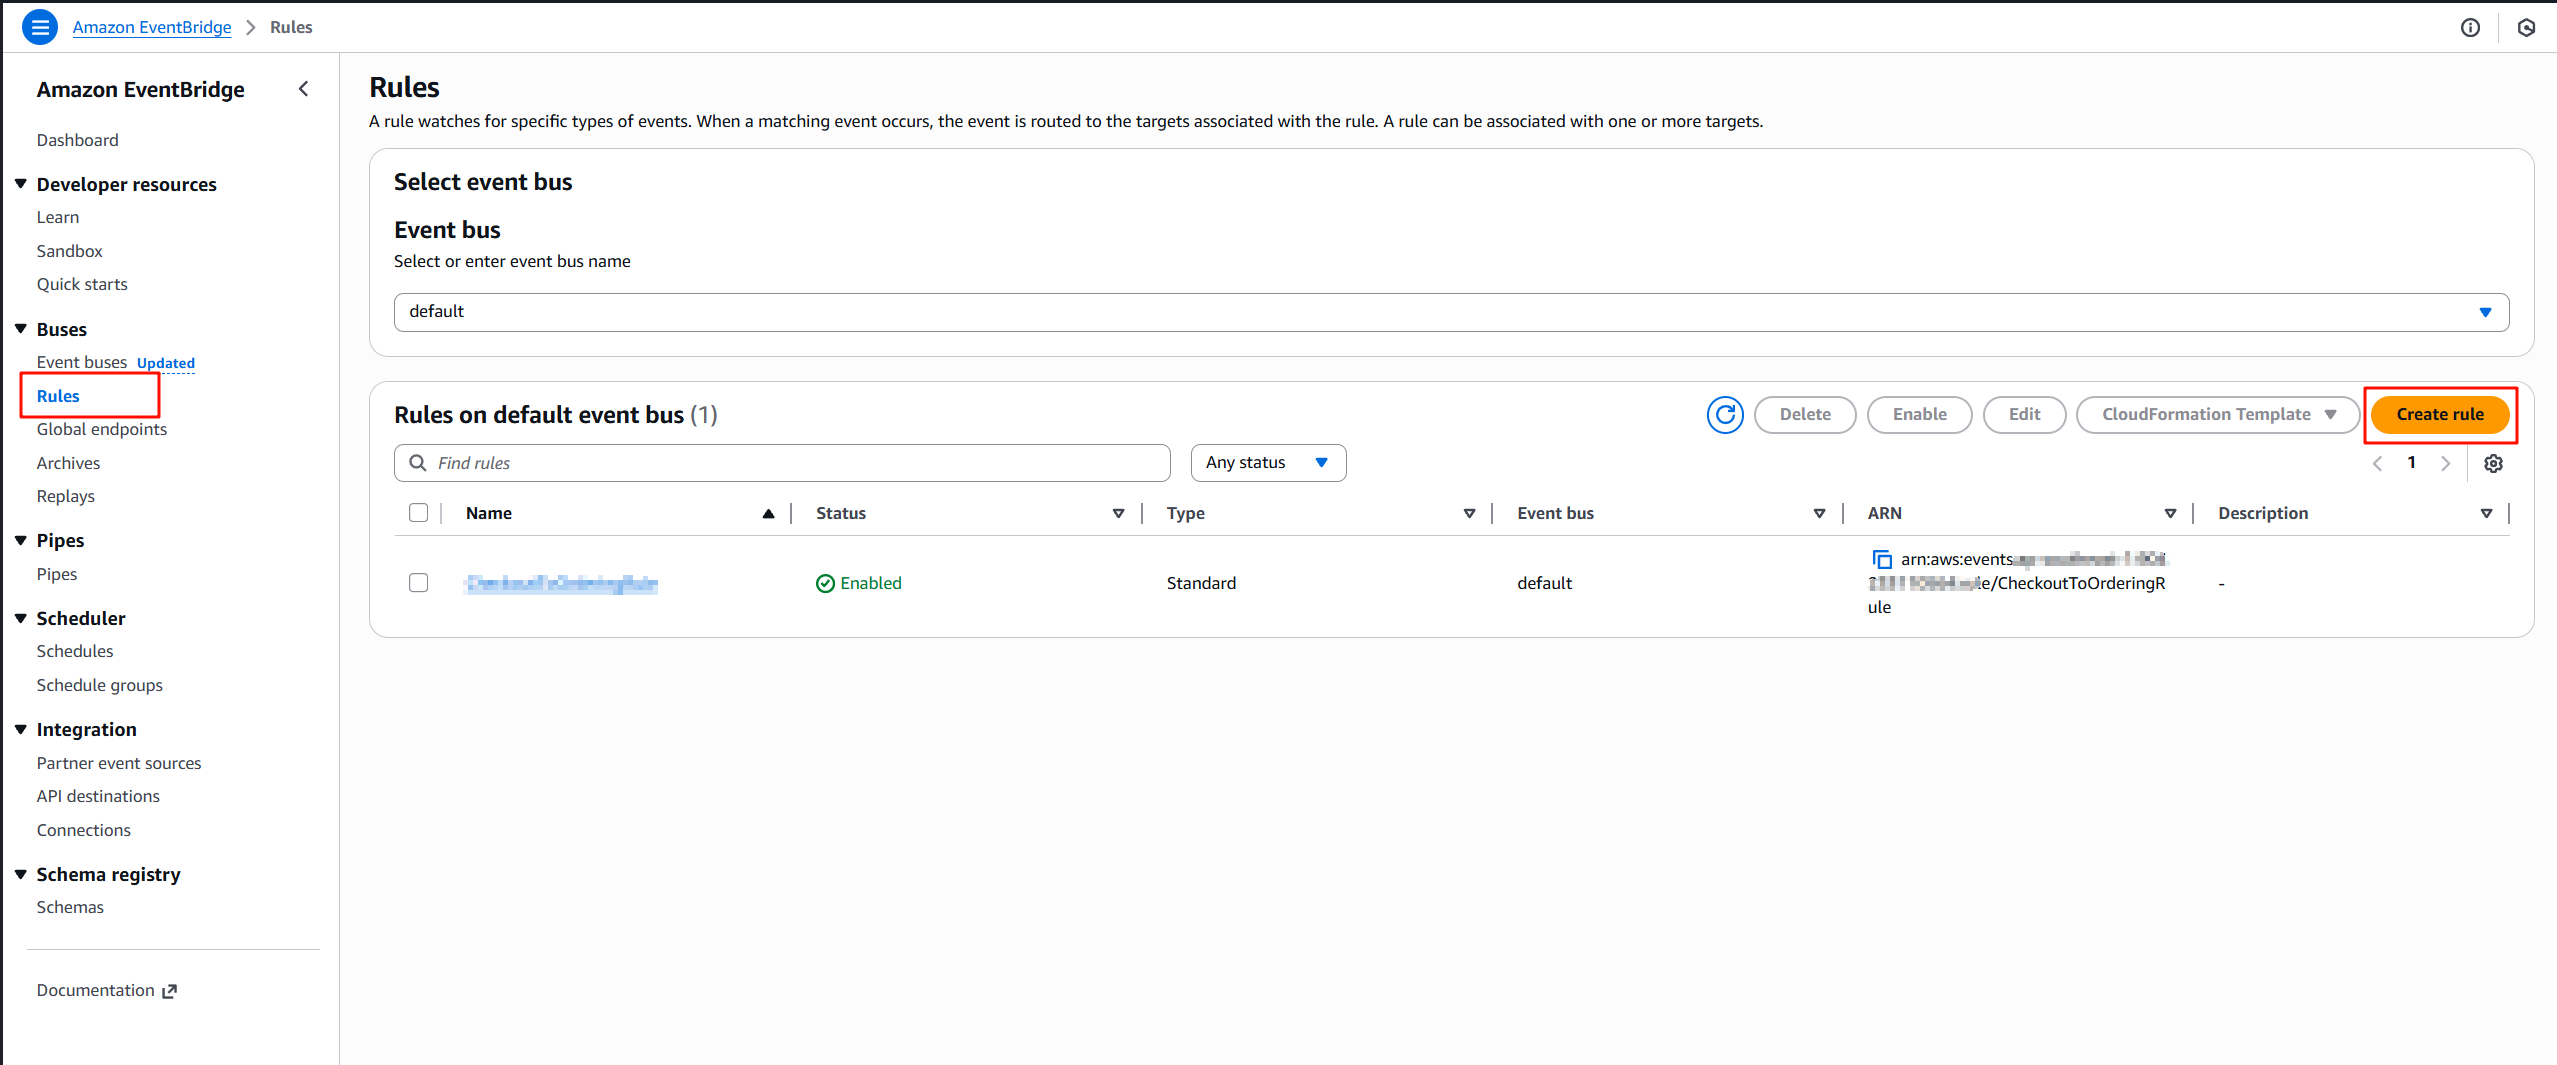 Amazon EventBridge > Rules
Amazon EventBridge
Dashboard
Developer resources
Learn
Sandbox
Quick starts
Buses
Event buses Updated
Rules
Global endpoints
Archives
Replays
Pipes
Pipes
Scheduler
Schedules
Schedule groups
Integration
Partner event sources
API destinations
Connections
Schema registry
Schemas
Documentation
Rules
A rule watches for specific types of events. When a matching event occurs, the event is routed to the targets associated with the rule. A rule can be associated with one or more targets.
Select event bus
Event bus
Select or enter event bus name
default
Rules on default event bus (1)
Delete
Enable
Edit
CloudFormation Template
Create rule
Find rules
Any status
1
Name Status Type Event bus ARN Description
Enabled Standard default -
arn:aws:events
le/CheckoutToOrderingR
ule